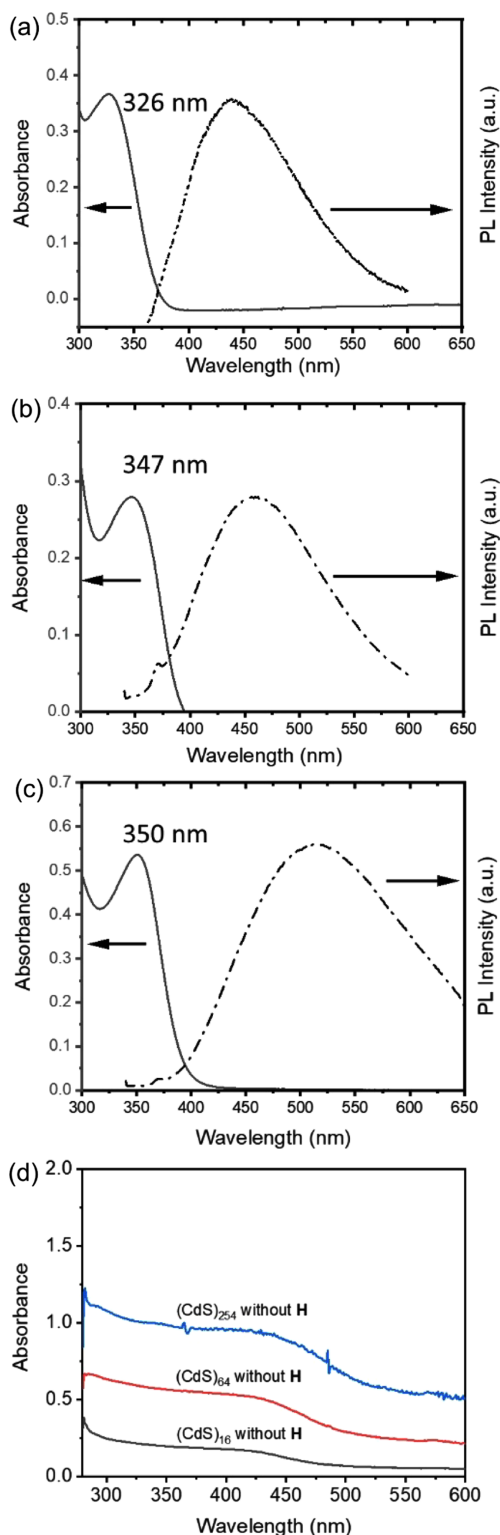 (a)
326 nm
Absorbance
PL Intensity (a.u.)
0.5
0.4
0.3
0.2
0.1
0.0
300 350 400 450 500 550 600 650
Wavelength (nm)
(b)
347 nm
Absorbance
PL Intensity (a.u.)
0.4
0.3
0.2
0.1
0.0
300 350 400 450 500 550 600 650
Wavelength (nm)
(c)
350 nm
Absorbance
PL Intensity (a.u.)
0.7
0.6
0.5
0.4
0.3
0.2
0.1
0.0
300 350 400 450 500 550 600 650
Wavelength (nm)
(d)
Absorbance
2.0
1.5
1.0
0.5
0.0
(CdS)254 without H
(CdS)64 without H
(CdS)16 without H
300 350 400 450 500 550 600
Wavelength (nm)